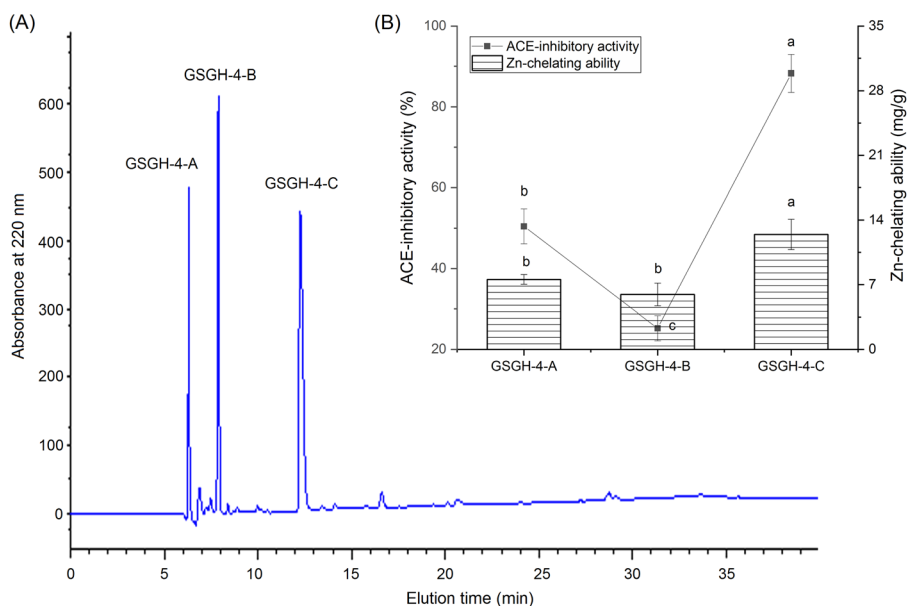 (A)
GSGH-4-B
GSGH-4-A
GSGH-4-C
Absorbance at 220 nm
600
500
400
300
200
100
0
0 5 10 15 20 25 30 35
Elution time (min)
(B)
ACE-inhibitory activity
Zn-chelating ability
ACE-inhibitory activity (%)
100
80
60
40
20
Zn-chelating ability (mg/g)
35
28
21
14
7
0
a
b
a
b
b
c
GSGH-4-A GSGH-4-B GSGH-4-C